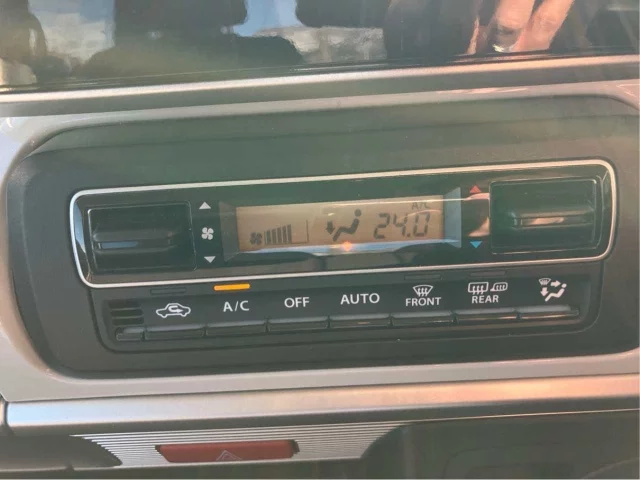 A/C
24.0
A/C OFF AUTO FRONT REAR